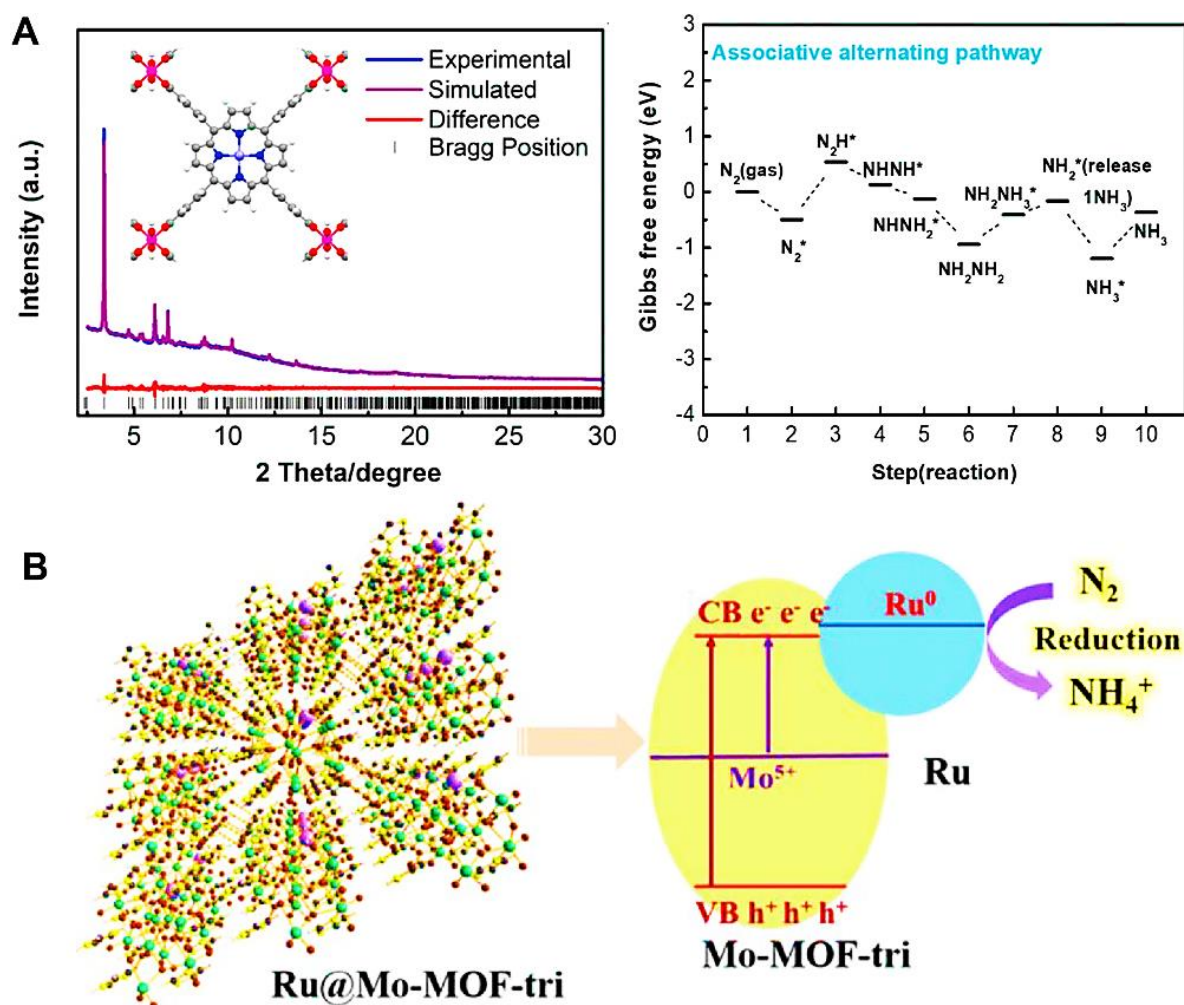 A
Experimental
Simulated
Difference
Bragg Position
Intensity (a.u.)
5 10 15 20 25 30
2 Theta/degree
Associative alternating pathway
Gibbs free energy (eV)
3
2
1
0
-1
-2
-3
-4
N₂(gas)
N₂*
N₂H*
NHNH*
NHNH₂*
NH₂NH₂
NH₂NH₃*
NH₂*(release
1NH₃)
NH₃*
NH₃
0 1 2 3 4 5 6 7 8 9 10
Step(reaction)
B
Ru@Mo-MOF-tri
CB e⁻ e⁻ e⁻
Ru⁰
Mo⁵⁺
VB h⁺ h⁺ h⁺
Mo-MOF-tri
Ru
N₂
Reduction
NH₄⁺